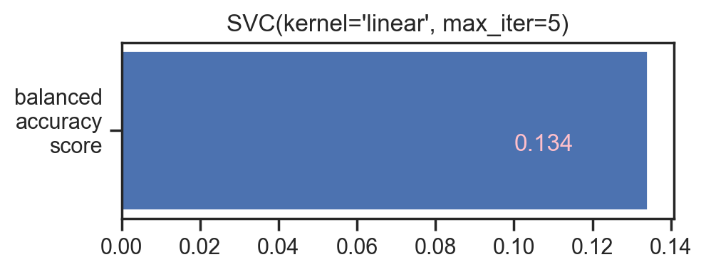 SVC(kernel='linear', max_iter=5)
balanced
accuracy
score
0.134
0.00 0.02 0.04 0.06 0.08 0.10 0.12 0.14